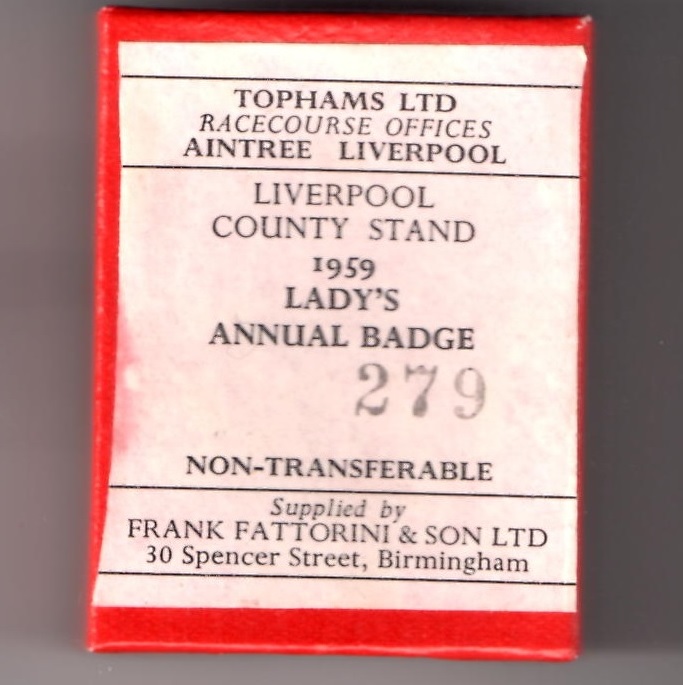 TOPHAMS LTD
RACECOURSE OFFICES
AINTREE LIVERPOOL
LIVERPOOL
COUNTY STAND
1959
LADY'S
ANNUAL BADGE
279
NON-TRANSFERABLE
Supplied by
FRANK FATTORINI & SON LTD
30 Spencer Street, Birmingham